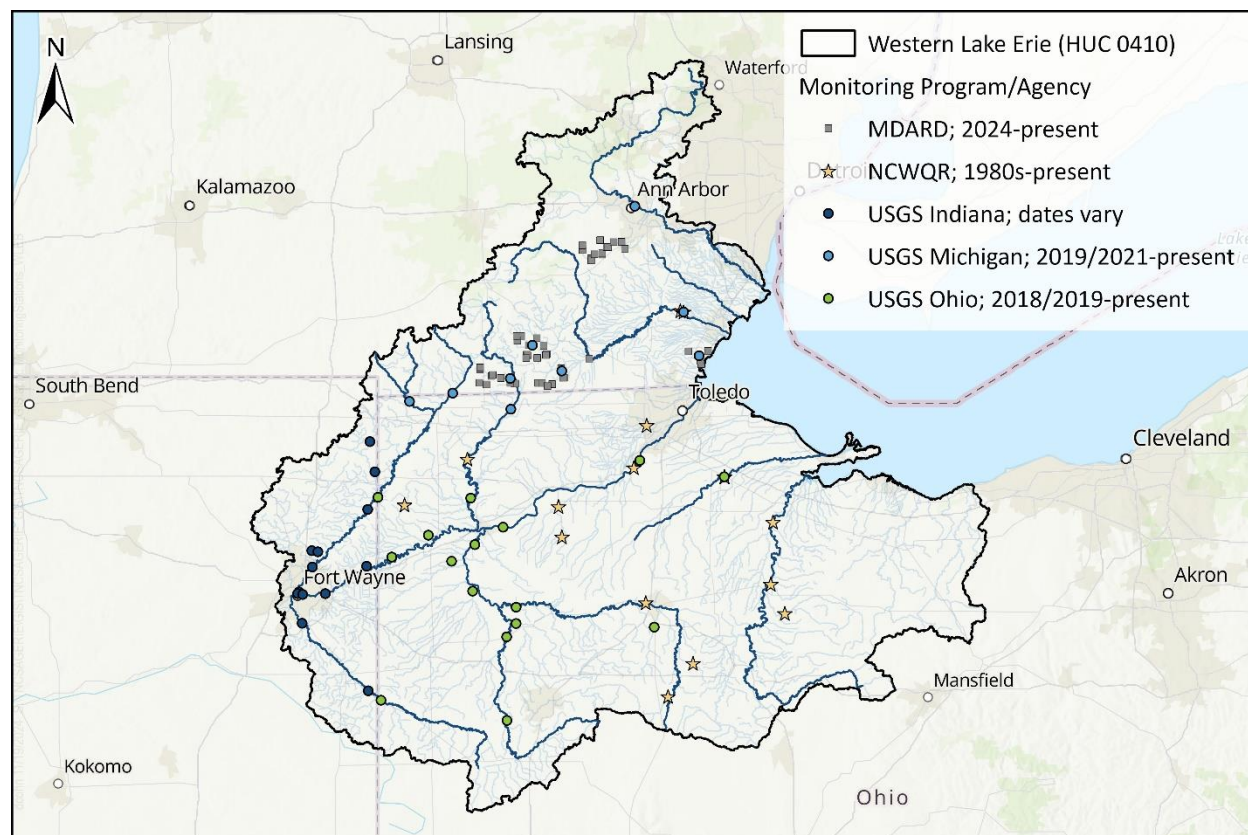 N
Lansing
Waterford
Kalamazoo
Detroi
Ann Arbor
South Bend
Toledo
Cleveland
Fort Wayne
Akron
Mansfield
Kokomo
Ohio
Lake
Western Lake Erie (HUC 0410)
Monitoring Program/Agency
MDARD; 2024-present
NCWQR; 1980s-present
USGS Indiana; dates vary
USGS Michigan; 2019/2021-present
USGS Ohio; 2018/2019-present